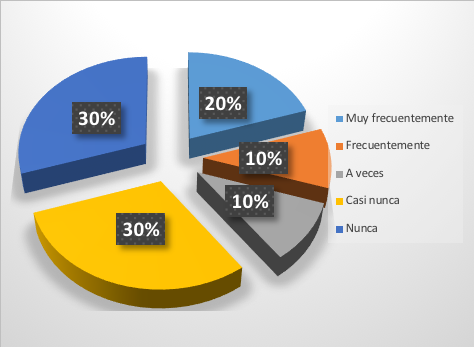 20%
10%
10%
30%
30%
Muy frecuentemente
Frecuentemente
A veces
Casi nunca
Nunca